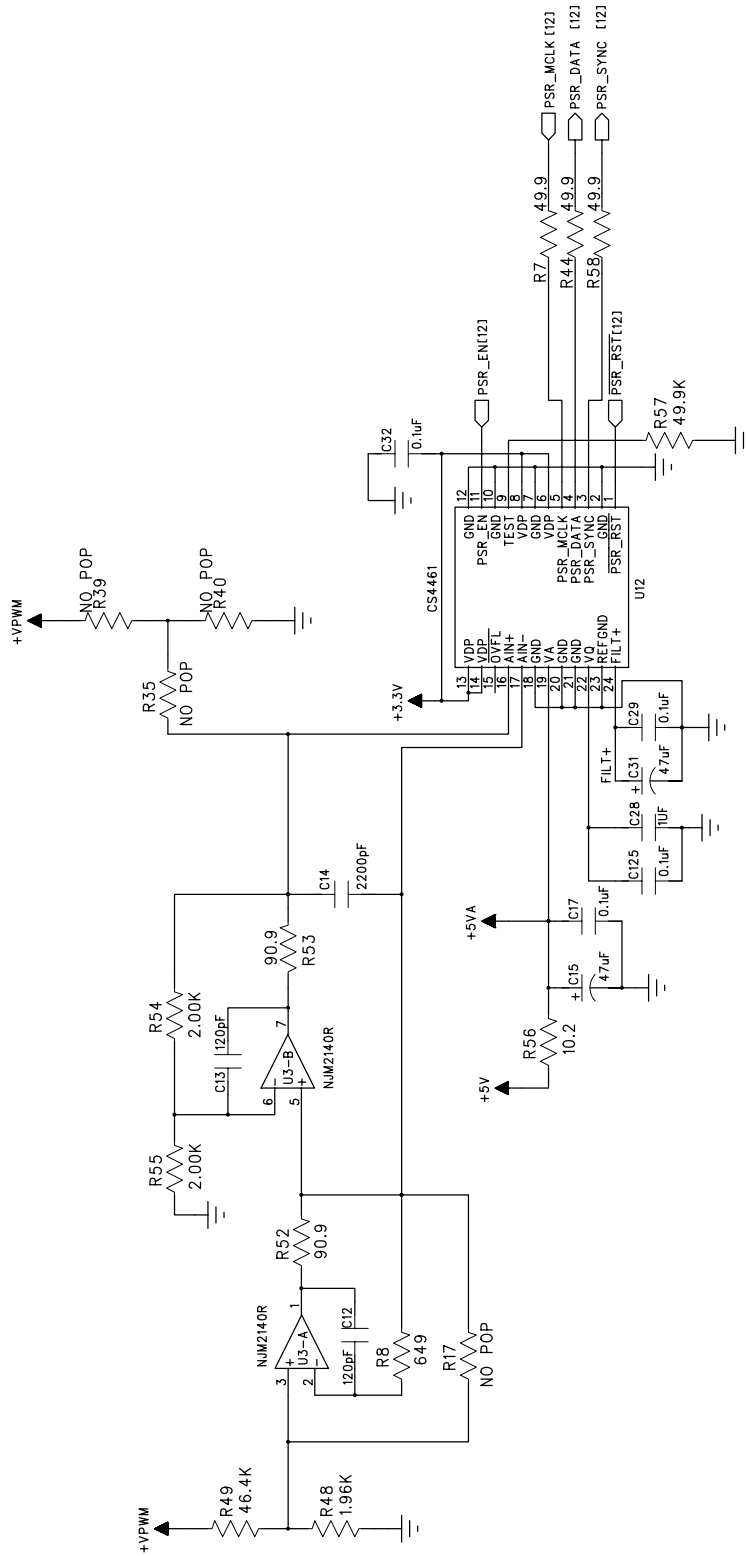 +VPWM
R49
46.4K
R48
1.96K
NJM2140R
3
2
+
-
U3-A
1
120pF
C12
R8
649
R17
NO POP
R52
90.9
R55
2.00K
R54
2.00K
C13
120pF
6
5
-
+
U3-B
7
NJM2140R
90.9
R53
C14
2200pF
+VPWM
NO POP
R39
NO POP
R40
R35
NO POP
+5V
R56
10.2
+5VA
+
C15
47uF
C17
0.1uF
C125
0.1uF
C28
1UF
FILT+
+
C31
47uF
C29
0.1uF
+3.3V
CS4461
13 VDP
14 VDP
15 OVFL
16 AIN+
17 AIN-
18 GND
19 VA
20 GND
21 GND
22 VQ
23 REFGND
24 FILT+
GND 12
PSR_EN 11
GND 10
TEST 9
VDP 8
GND 7
VDP 6
PSR_MCLK 5
PSR_DATA 4
PSR_SYNC 3
GND 2
PSR_RST 1
U12
C32
0.1uF
PSR_EN[12]
PSR_RST[12]
R57
49.9K
R7
49.9
PSR_MCLK [12]
R44
49.9
PSR_DATA [12]
R58
49.9
PSR_SYNC [12]